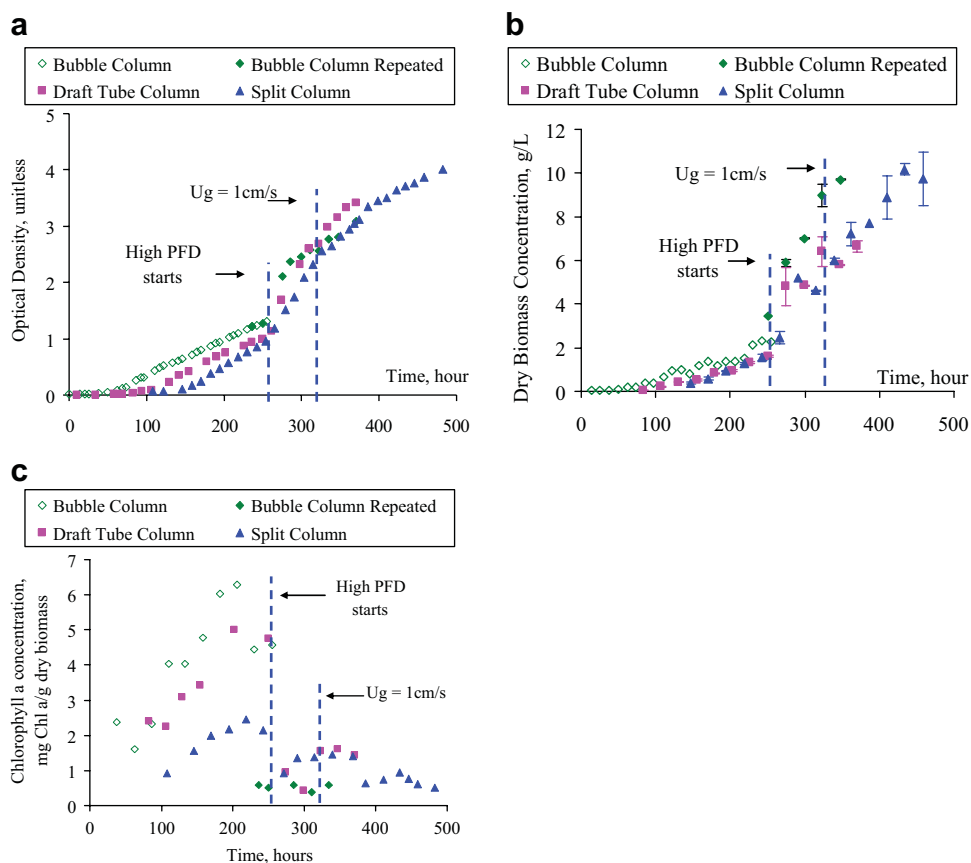 a
◇ Bubble Column ◆ Bubble Column Repeated
■ Draft Tube Column ▲ Split Column
5
4
3
2
1
0
Optical Density, unitless
Ug = 1cm/s
High PFD
starts
Time, hour
0 100 200 300 400 500
b
◇ Bubble Column ◆ Bubble Column Repeated
■ Draft Tube Column ▲ Split Column
12
10
8
6
4
2
0
Dry Biomass Concentration, g/L
Ug = 1cm/s
High PFD
starts
Time, hour
0 100 200 300 400 500
c
◇ Bubble Column ◆ Bubble Column Repeated
■ Draft Tube Column ▲ Split Column
7
6
5
4
3
2
1
0
Chlorophyll a concentration,
mg Chl a/g dry biomass
High PFD
starts
Ug = 1cm/s
0 100 200 300 400 500
Time, hours